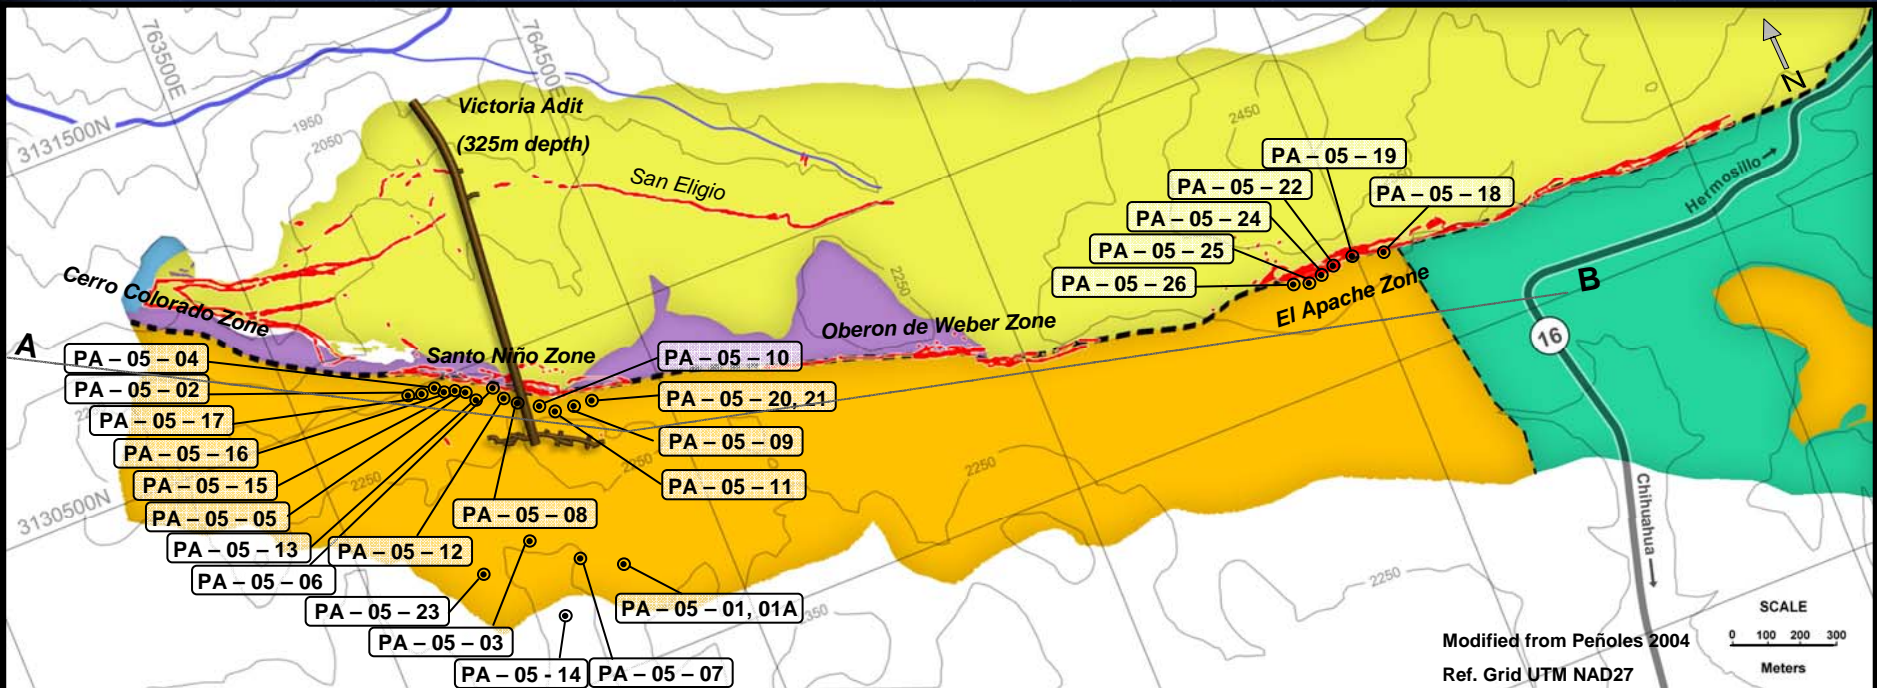 763500E
764500E
3131500N
1950
2050
Victoria Adit
(325m depth)
San Eligio
2450
N
PA – 05 – 19
PA – 05 – 22
PA – 05 – 18
PA – 05 – 24
PA – 05 – 25
PA – 05 – 26
Hermosillo
El Apache Zone
B
16
Cerro Colorado Zone
2250
Oberon de Weber Zone
A
Santo Niño Zone
PA – 05 – 04
PA – 05 – 10
PA – 05 – 02
PA – 05 – 20, 21
PA – 05 – 17
PA – 05 – 09
PA – 05 – 16
PA – 05 – 15
PA – 05 – 11
2250
2250
2250
PA – 05 – 05
PA – 05 – 08
3130500N
PA – 05 – 13
PA – 05 – 12
PA – 05 – 06
Chihuahua
2250
PA – 05 – 23
PA – 05 – 01, 01A
PA – 05 – 03
PA – 05 - 14
PA – 05 – 07
SCALE
0 100 200 300
Meters
Modified from Peñoles 2004
Ref. Grid UTM NAD27